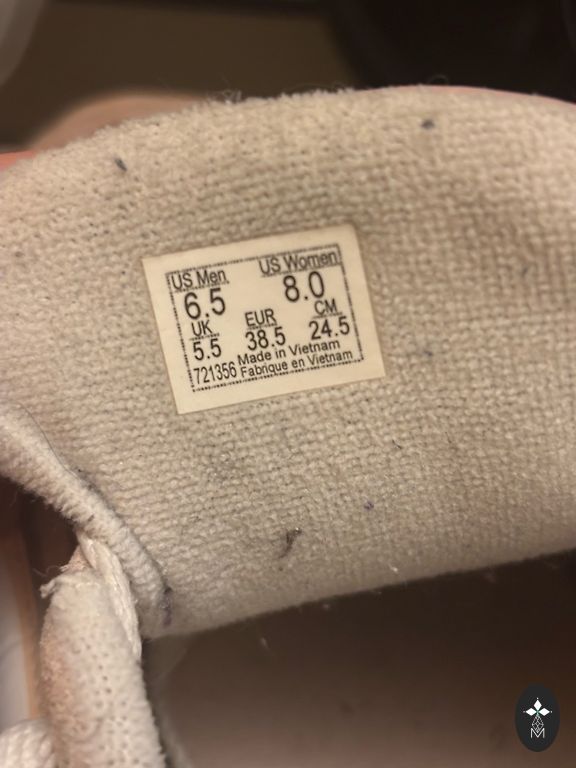 US Men US Women
6.5 8.0
UK EUR CM
5.5 38.5 24.5
Made in Vietnam
721356 Fabrique en Vietnam
M